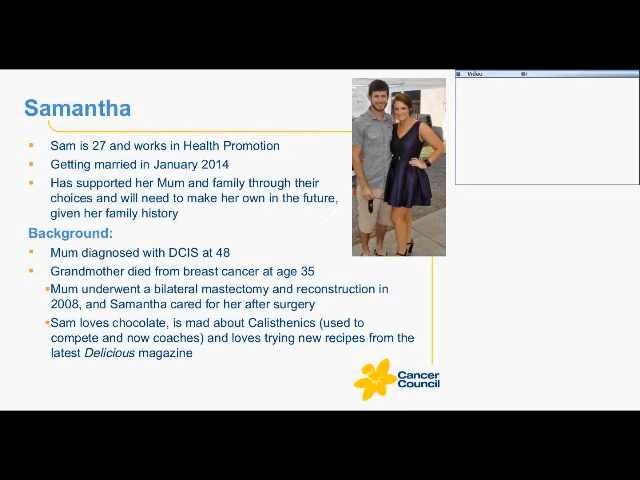 Video
Samantha
Sam is 27 and works in Health Promotion
Getting married in January 2014
Has supported her Mum and family through their
choices and will need to make her own in the future,
given her family history
Background:
Mum diagnosed with DCIS at 48
Grandmother died from breast cancer at age 35
Mum underwent a bilateral mastectomy and reconstruction in
2008, and Samantha cared for her after surgery
Sam loves chocolate, is mad about Calisthenics (used to
compete and now coaches) and loves trying new recipes from the
latest Delicious magazine
Cancer
Council